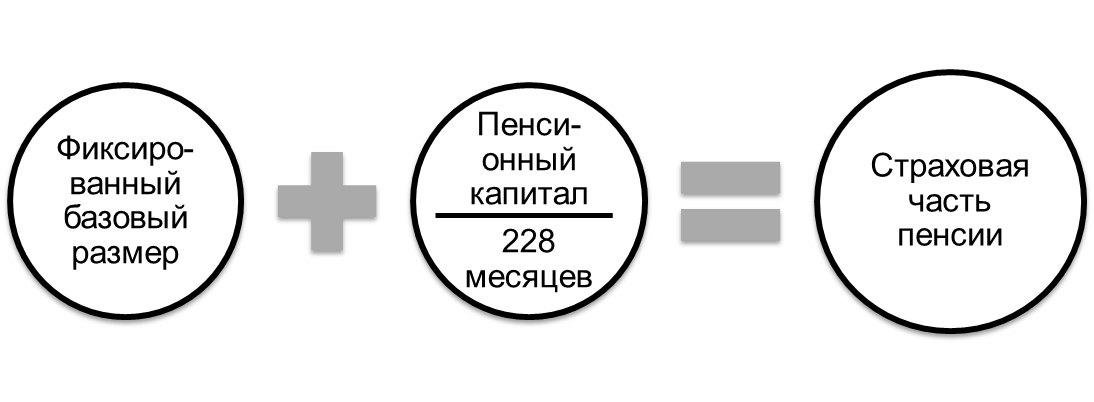 Фиксиро-
ванный
базовый
размер
Пенси-
онный
капитал
228
месяцев
Страховая
часть
пенсии